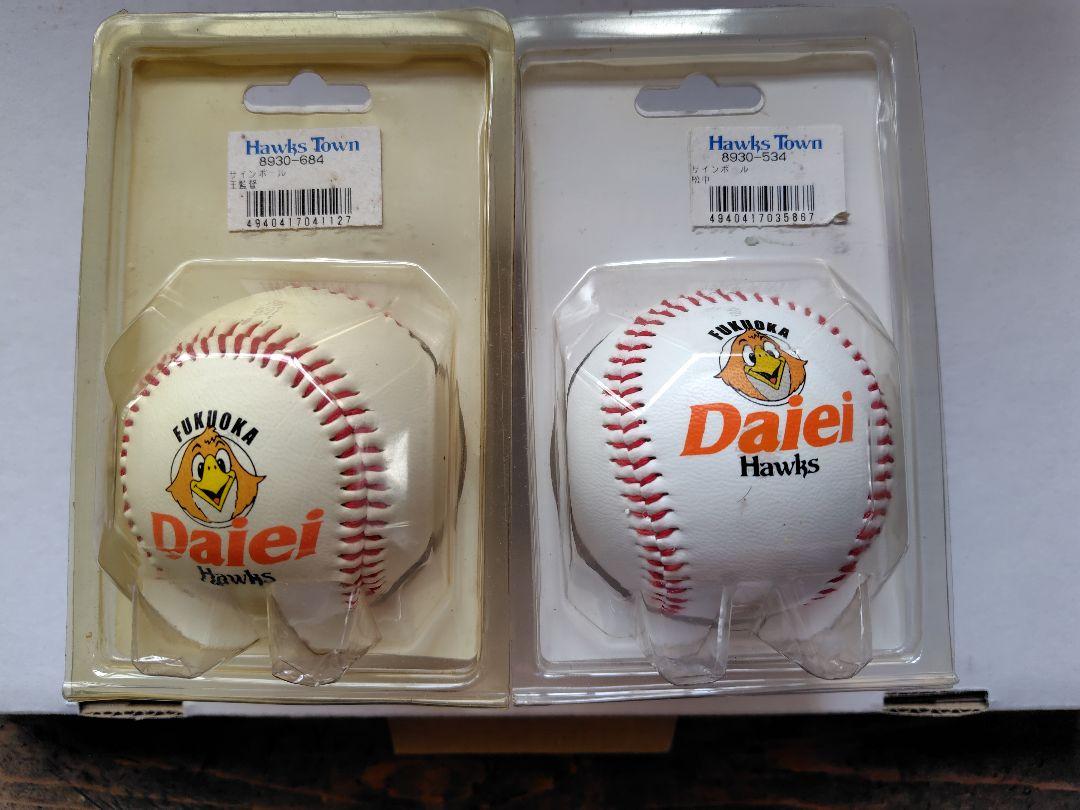 Hawks Town
8930-684
サインボール
王監督
4940417041127
FUKUOKA
Daiei
Hawks
Hawks Town
8930-534
サインボール
松中
4940417035867
FUKUOKA
Daiei
Hawks